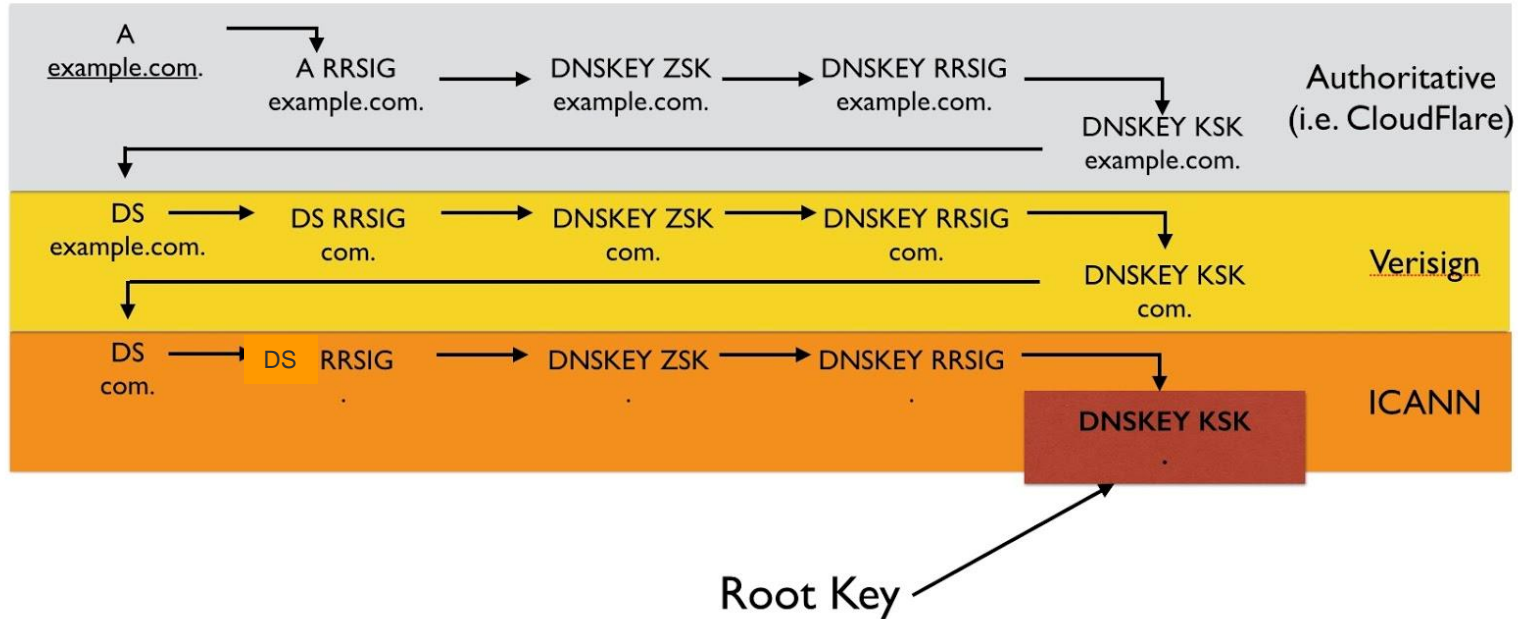 A
example.com.
A RRSIG
example.com.
DNSKEY ZSK
example.com.
DNSKEY RRSIG
example.com.
DNSKEY KSK
example.com.
Authoritative
(i.e. CloudFlare)
DS
example.com.
DS RRSIG
com.
DNSKEY ZSK
com.
DNSKEY RRSIG
com.
DNSKEY KSK
com.
Verisign
DS
com.
DS RRSIG
.
DNSKEY ZSK
.
DNSKEY RRSIG
.
DNSKEY KSK
.
ICANN
Root Key